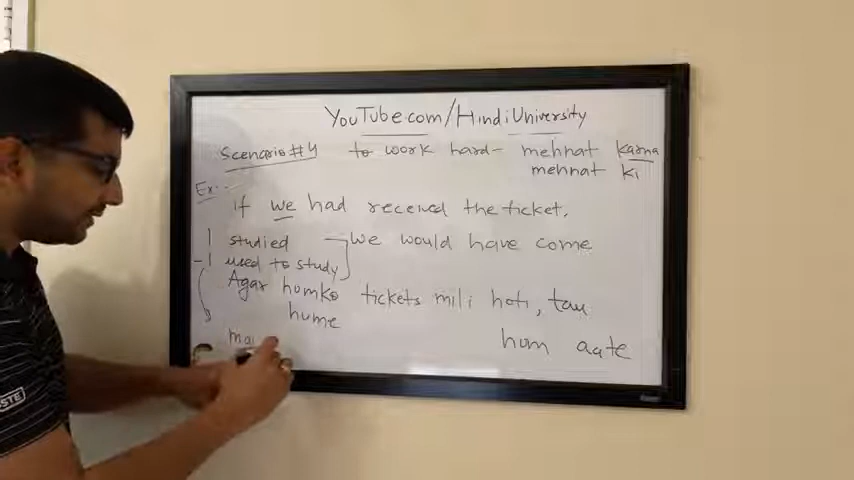 YouTube.com/HindiUniversity
Scenario#4 to work hard - mehnat karna
mehnat ki
Ex:-
if we had received the ticket,
I studied we would have come
- I used to study
Agar humko tickets mili hoti, tau
hume
hum aate
mai